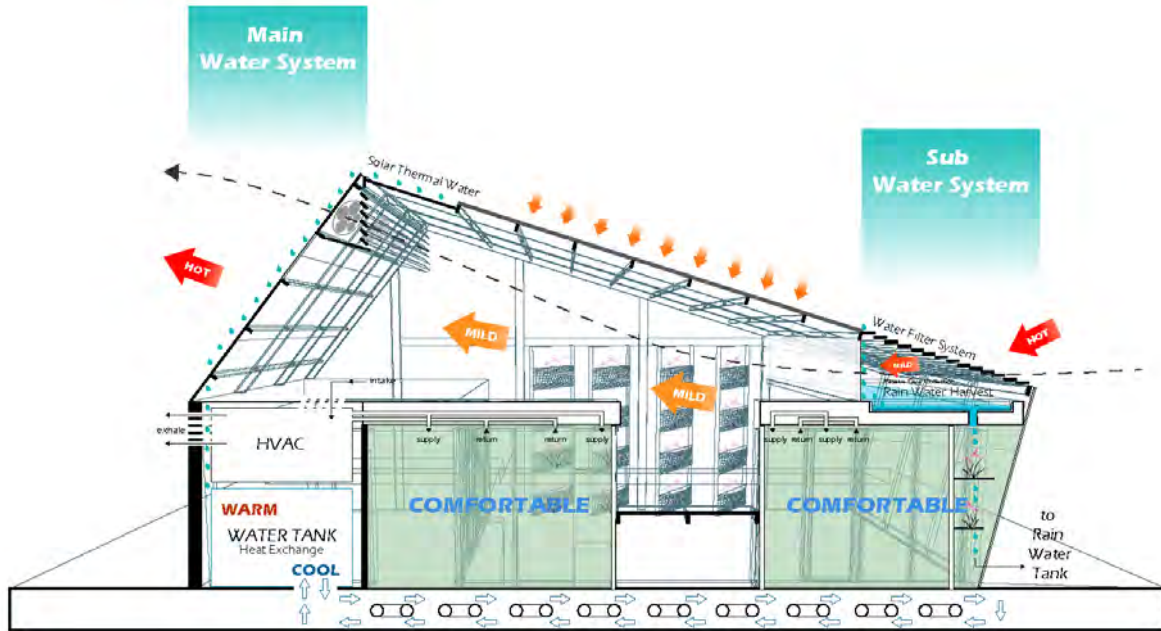 Main
Water System
Sub
Water System
Solar Thermal Water
HOT
MILD
Water Filter System
HOT
Rain Water Harvest
MILD
intake
exhale
HVAC
supply
return
return
supply
supply
return
supply
return
COMFORTABLE
COMFORTABLE
WARM
WATER TANK
Heat Exchange
COOL
to
Rain
Water
Tank